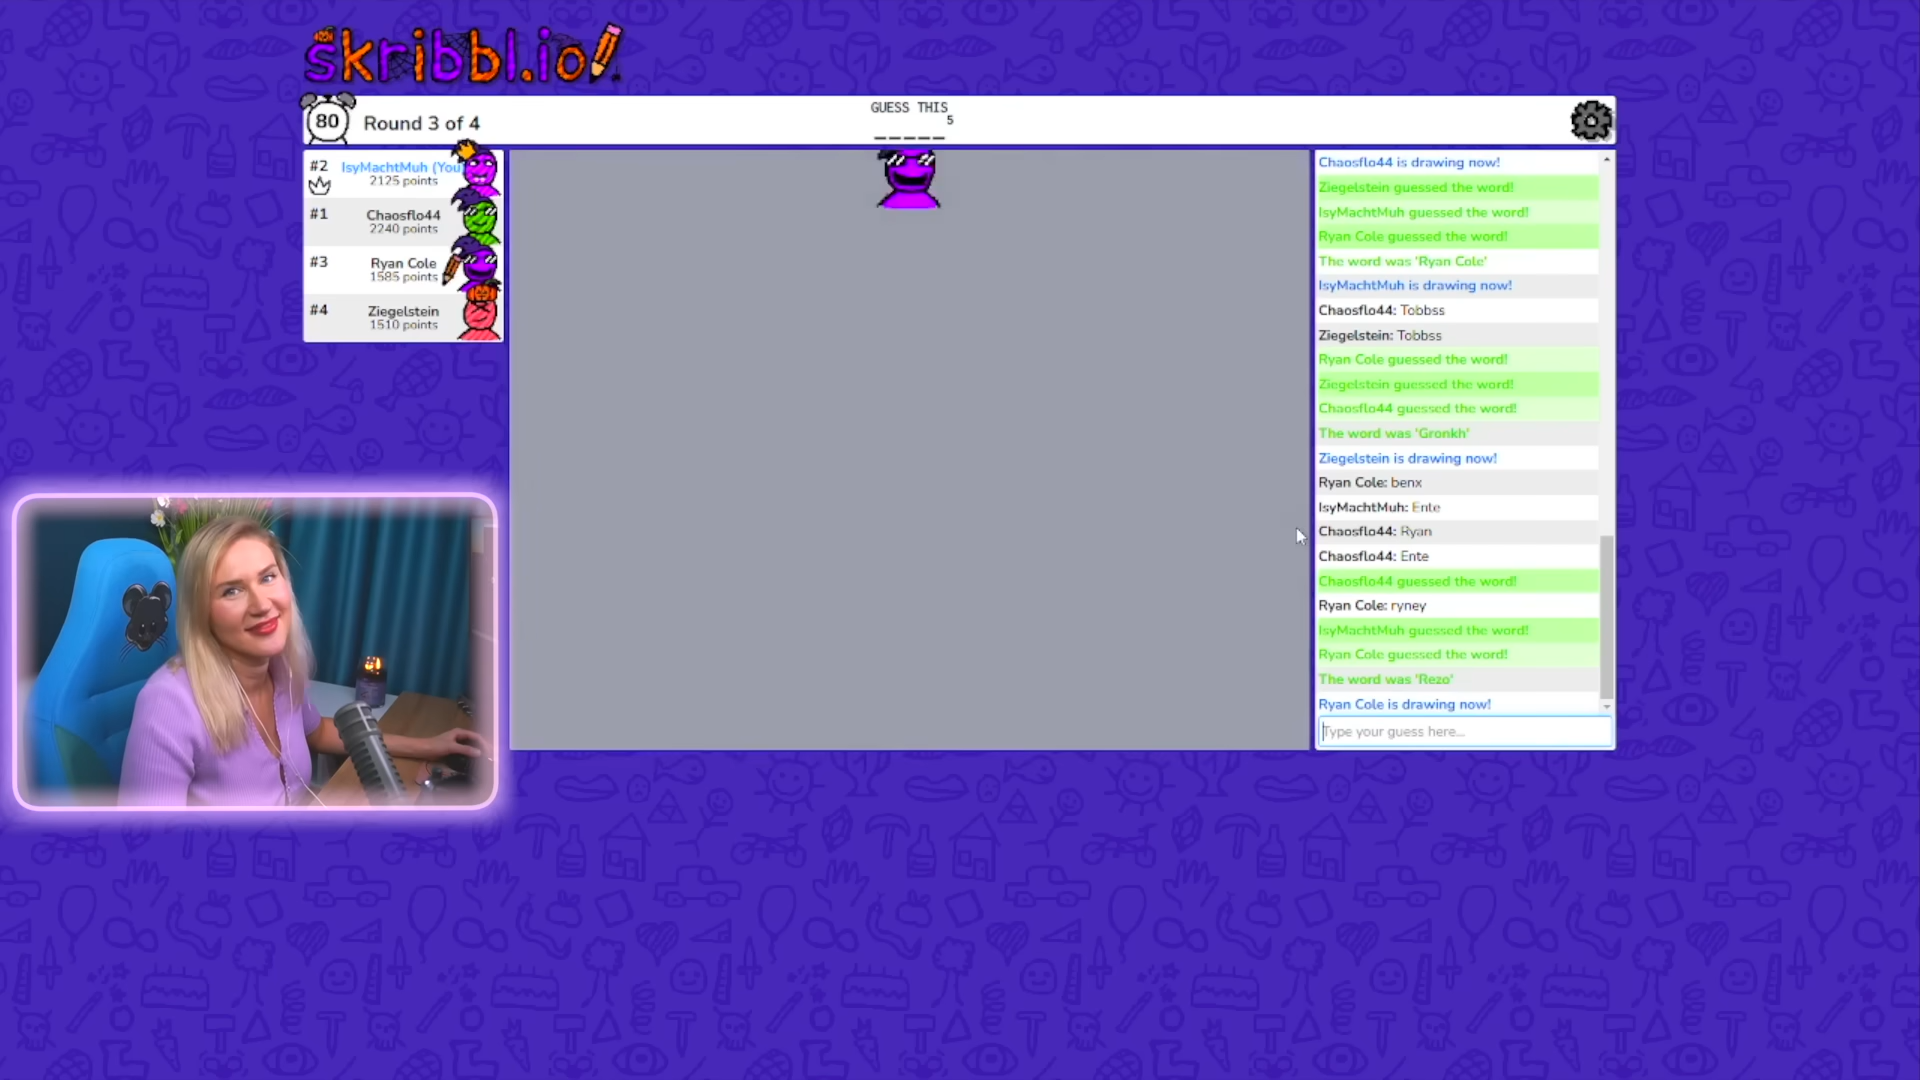 skribbl.io
80
Round 3 of 4
GUESS THIS
_____ 5
#2
IsyMachtMuh (You
2125 points
#1
Chaosflo44
2240 points
#3
Ryan Cole
1585 points
#4
Ziegelstein
1510 points
Chaosflo44 is drawing now!
Ziegelstein guessed the word!
IsyMachtMuh guessed the word!
Ryan Cole guessed the word!
The word was 'Ryan Cole'
IsyMachtMuh is drawing now!
Chaosflo44: Tobbss
Ziegelstein: Tobbss
Ryan Cole guessed the word!
Ziegelstein guessed the word!
Chaosflo44 guessed the word!
The word was 'Gronkh'
Ziegelstein is drawing now!
Ryan Cole: benx
IsyMachtMuh: Ente
Chaosflo44: Ryan
Chaosflo44: Ente
Chaosflo44 guessed the word!
Ryan Cole: ryney
IsyMachtMuh guessed the word!
Ryan Cole guessed the word!
The word was 'Rezo'
Ryan Cole is drawing now!
Type your guess here...